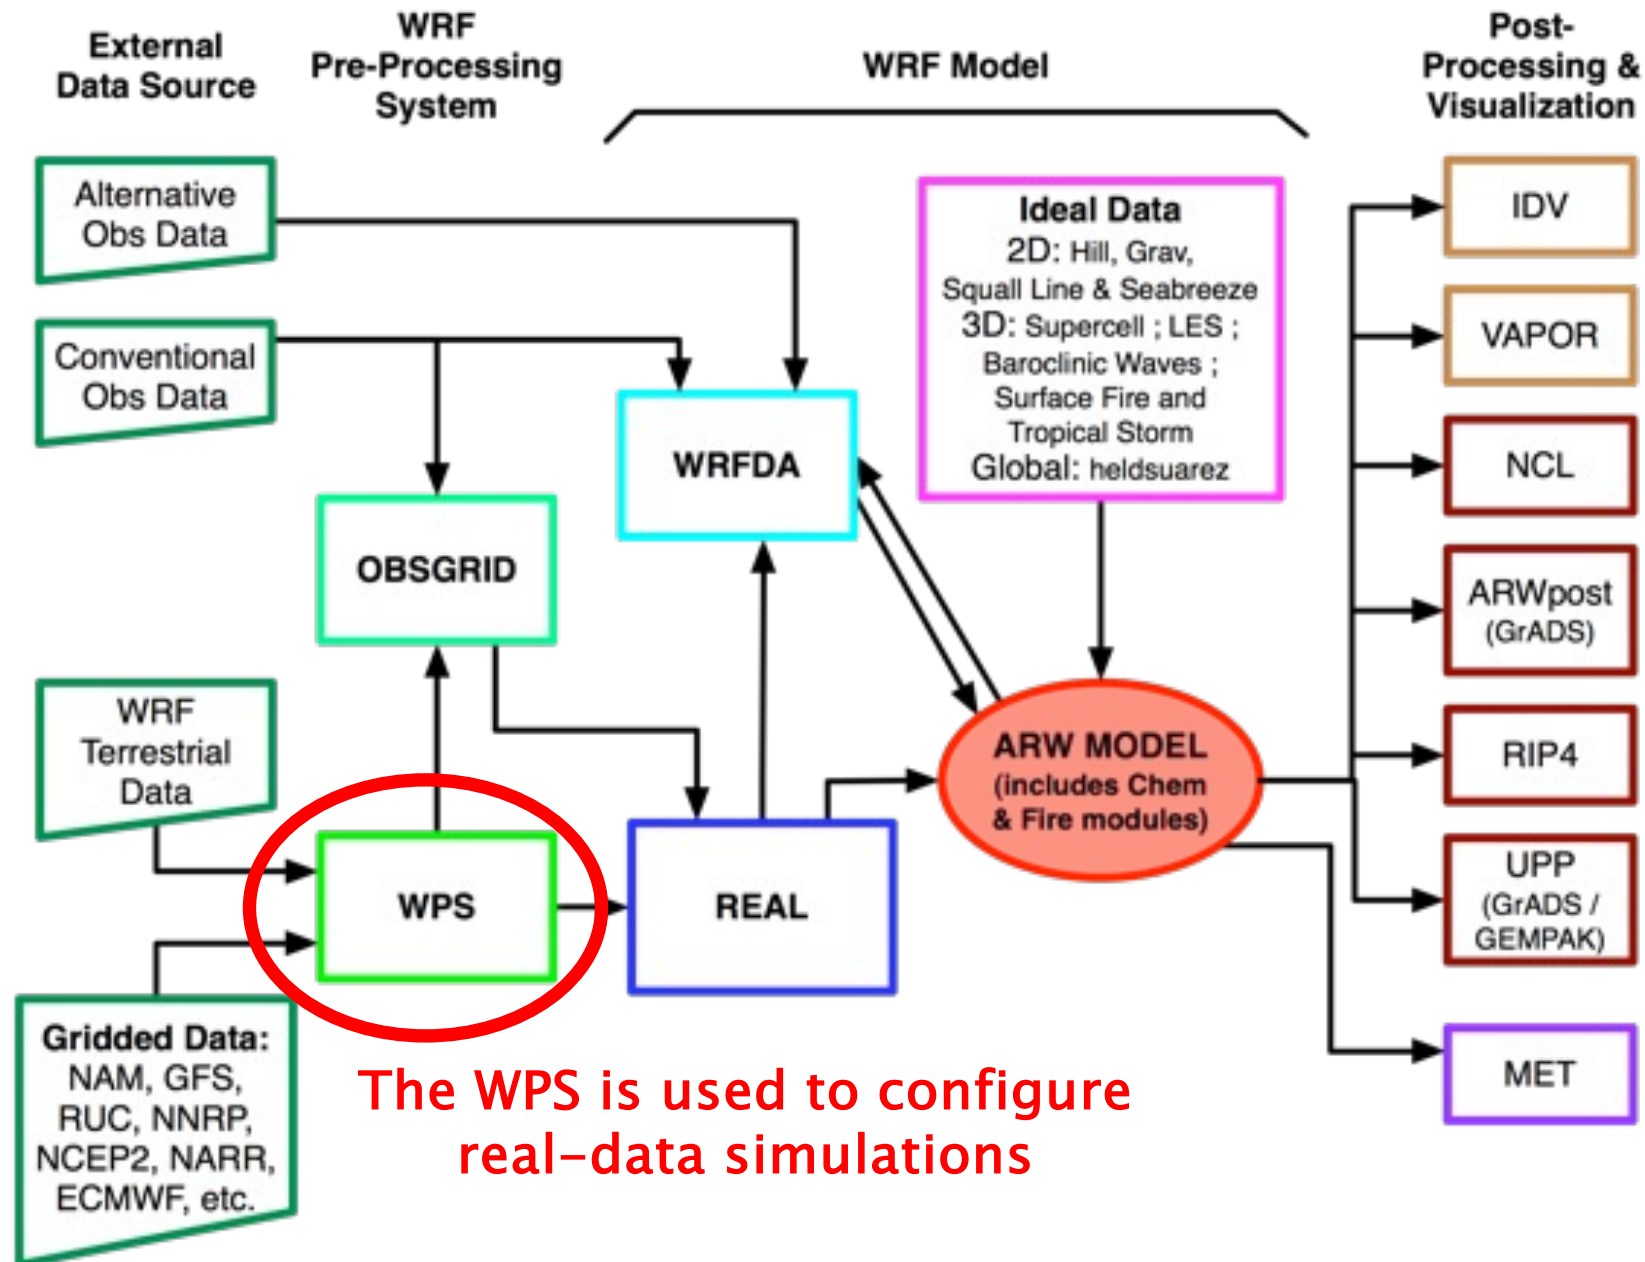 External
Data Source
WRF
Pre-Processing
System
WRF Model
Post-
Processing &
Visualization
Alternative
Obs Data
Conventional
Obs Data
WRF
Terrestrial
Data
Gridded Data:
NAM, GFS,
RUC, NNRP,
NCEP2, NARR,
ECMWF, etc.
OBSGRID
WPS
WRFDA
REAL
Ideal Data
2D: Hill, Grav,
Squall Line & Seabreeze
3D: Supercell ; LES ;
Baroclinic Waves ;
Surface Fire and
Tropical Storm
Global: heldsuarez
ARW MODEL
(includes Chem
& Fire modules)
IDV
VAPOR
NCL
ARWpost
(GrADS)
RIP4
UPP
(GrADS /
GEMPAK)
MET
The WPS is used to configure
real-data simulations